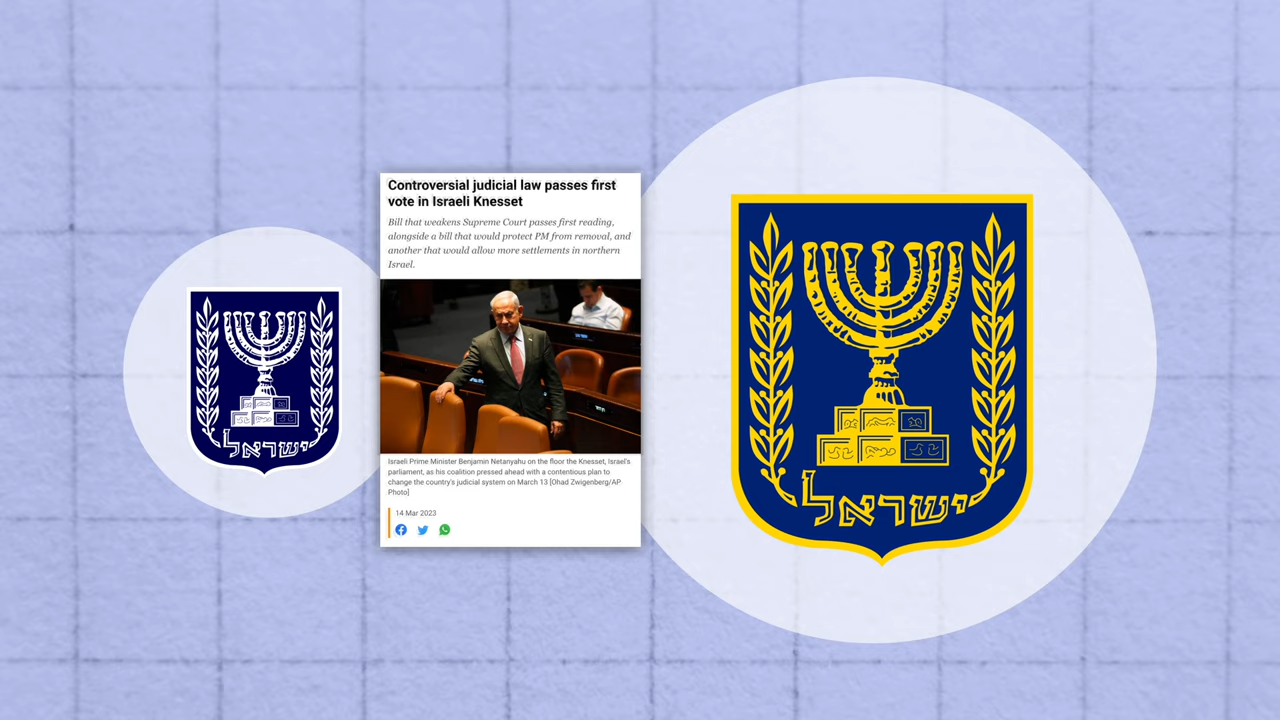 ישראל
Controversial judicial law passes first
vote in Israeli Knesset
Bill that weakens Supreme Court passes first reading,
alongside a bill that would protect PM from removal, and
another that would allow more settlements in northern
Israel.
Israeli Prime Minister Benjamin Netanyahu on the floor the Knesset, Israel's
parliament, as his coalition pressed ahead with a contentious plan to
change the country's judicial system on March 13 [Ohad Zwigenberg/AP
Photo]
14 Mar 2023
ישראל